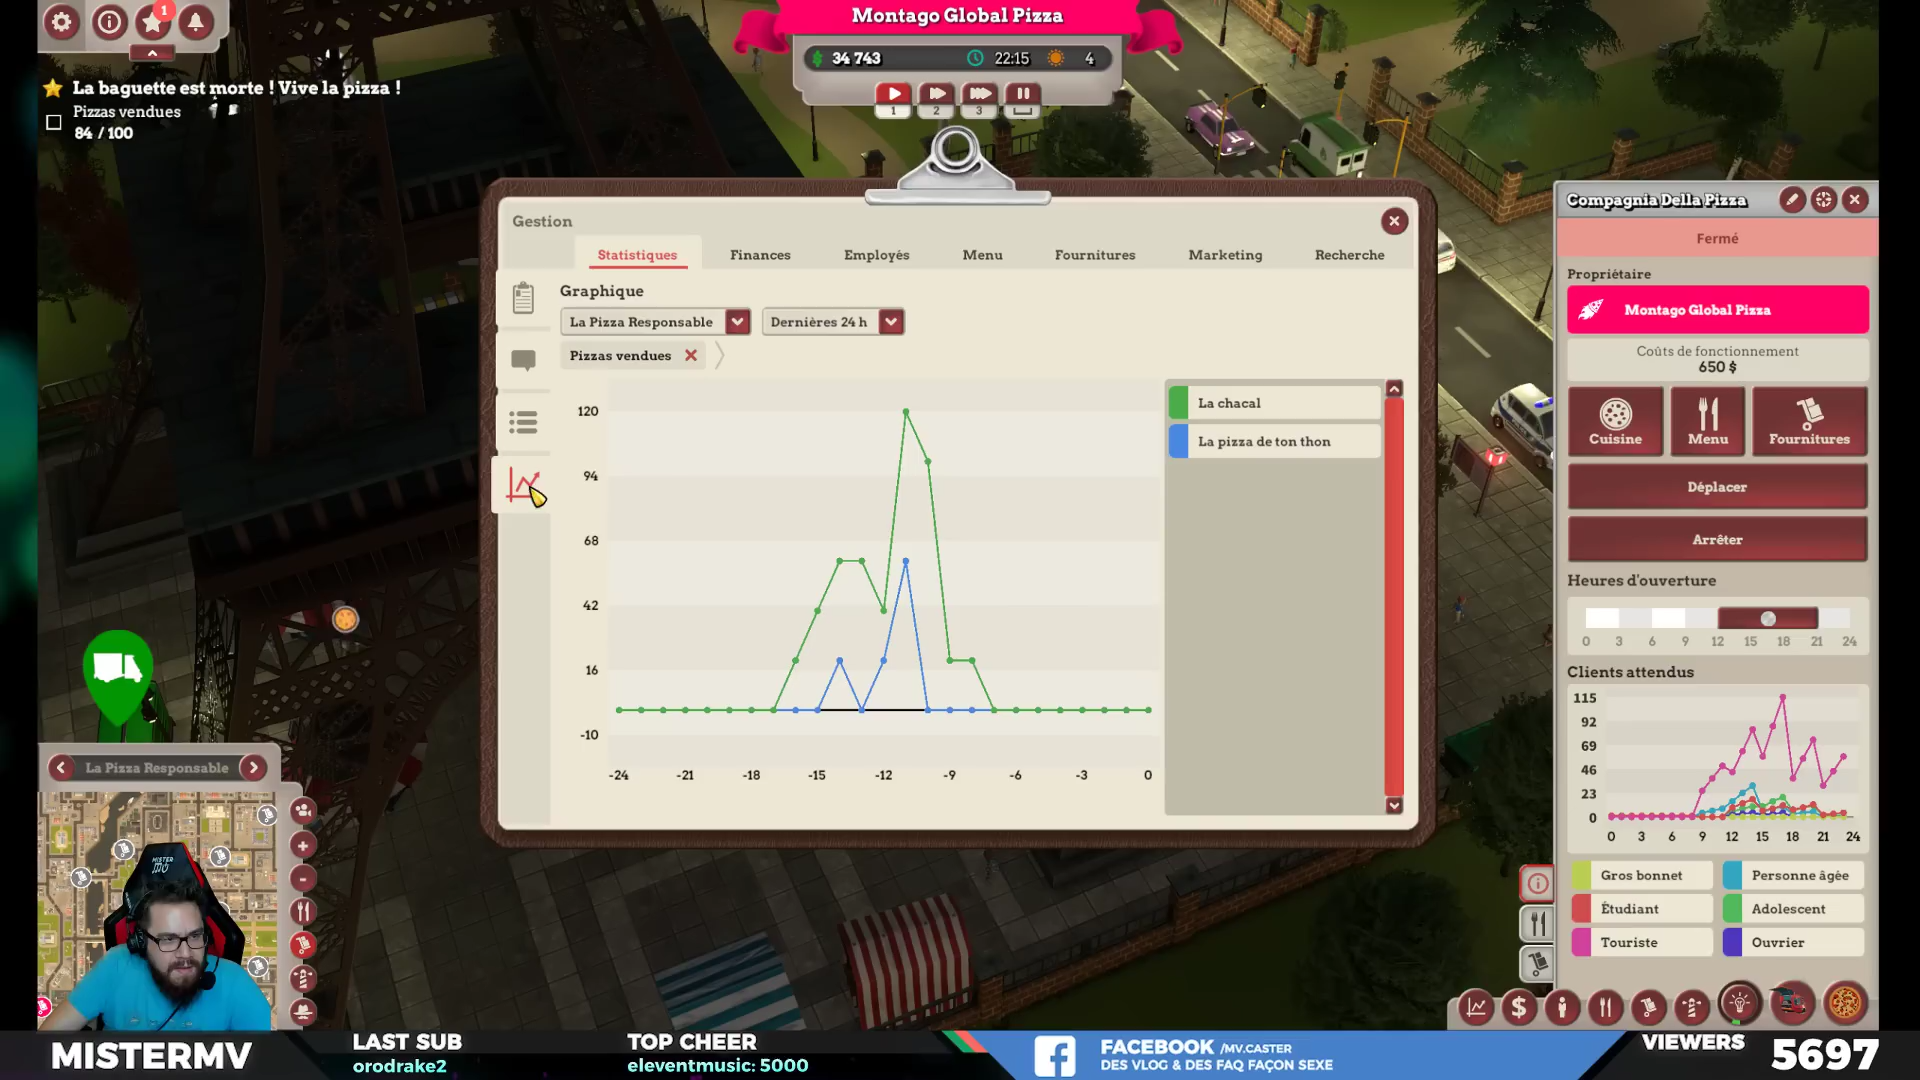 1
La baguette est morte ! Vive la pizza !
Pizzas vendues
84 / 100
Montago Global Pizza
34 743
22:15
4
1
2
3
Gestion
Statistiques
Finances
Employés
Menu
Fournitures
Marketing
Recherche
Graphique
La Pizza Responsable
Dernières 24 h
Pizzas vendues
120
94
68
42
16
-10
-24
-21
-18
-15
-12
-9
-6
-3
0
La chacal
La pizza de ton thon
Compagnia Della Pizza
Fermé
Propriétaire
Montago Global Pizza
Coûts de fonctionnement
650 $
Cuisine
Menu
Fournitures
Déplacer
Arrêter
Heures d'ouverture
0 3 6 9 12 15 18 21 24
Clients attendus
115
92
69
46
23
0
0 3 6 9 12 15 18 21 24
Gros bonnet
Personne âgée
Étudiant
Adolescent
Touriste
Ouvrier
La Pizza Responsable
MISTER
MV
MISTERMV
LAST SUB
orodrake2
TOP CHEER
eleventmusic: 5000
FACEBOOK /MV.CASTER
DES VLOG & DES FAQ FAÇON SEXE
VIEWERS
5697